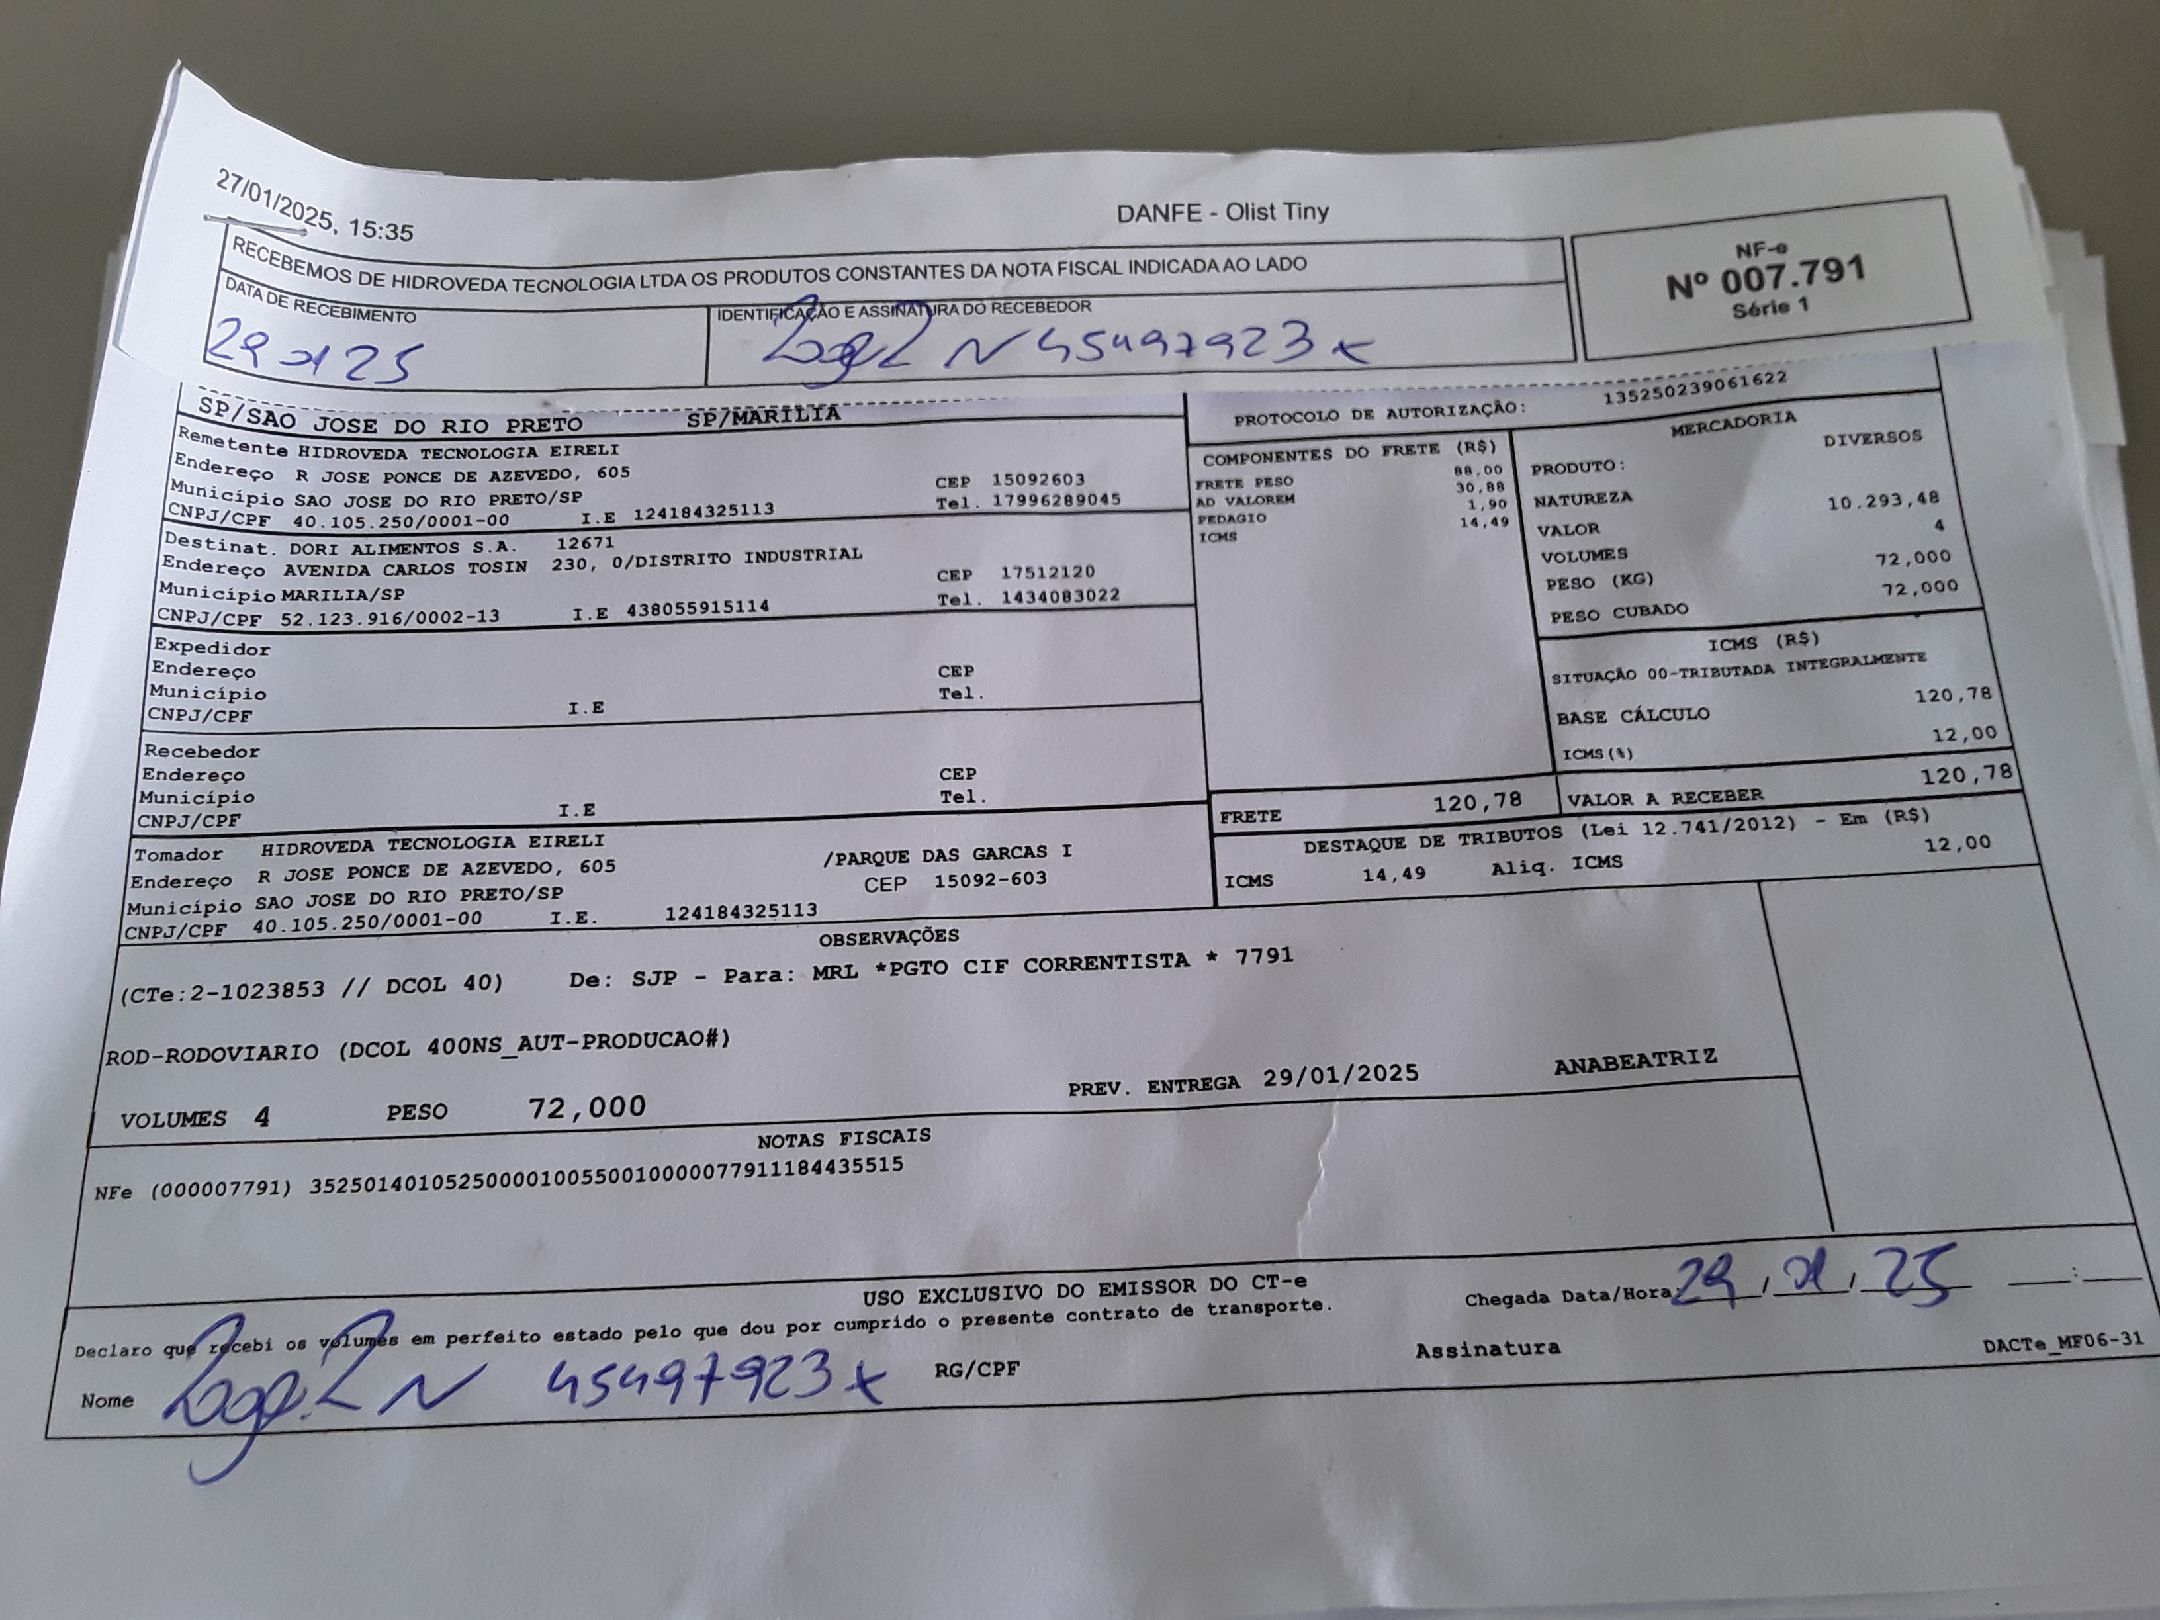 27/01/2025, 15:35
DANFE - Olist Tiny
RECEBEMOS DE HIDROVEDA TECNOLOGIA LTDA OS PRODUTOS CONSTANTES DA NOTA FISCAL INDICADA AO LADO
DATA DE RECEBIMENTO
29 01 25
IDENTIFICAÇÃO E ASSINATURA DO RECEBEDOR
45497923x
NF-e
Nº 007.791
Série 1
SP/SAO JOSE DO RIO PRETO SP/MARILIA
Remetente HIDROVEDA TECNOLOGIA EIRELI
Endereço R JOSE PONCE DE AZEVEDO, 605 CEP 15092603
Município SAO JOSE DO RIO PRETO/SP Tel. 17996289045
CNPJ/CPF 40.105.250/0001-00 I.E 124184325113
Destinat. DORI ALIMENTOS S.A. 12671
Endereço AVENIDA CARLOS TOSIN 230, 0/DISTRITO INDUSTRIAL
Município MARILIA/SP CEP 17512120
CNPJ/CPF 52.123.916/0002-13 I.E 438055915114 Tel. 1434083022
Expedidor
Endereço CEP
Município Tel.
CNPJ/CPF I.E
Recebedor
Endereço CEP
Município Tel.
CNPJ/CPF I.E
Tomador HIDROVEDA TECNOLOGIA EIRELI
Endereço R JOSE PONCE DE AZEVEDO, 605 /PARQUE DAS GARCAS I
Município SAO JOSE DO RIO PRETO/SP CEP 15092-603
CNPJ/CPF 40.105.250/0001-00 I.E. 124184325113
PROTOCOLO DE AUTORIZAÇÃO: 135250239061622
COMPONENTES DO FRETE (R$)
FRETE PESO 88,00
AD VALOREM 30,88
PEDAGIO 1,90
ICMS 14,49
MERCADORIA
PRODUTO: DIVERSOS
NATUREZA
VALOR 10.293,48
VOLUMES 4
PESO (KG) 72,000
PESO CUBADO 72,000
ICMS (R$)
SITUAÇÃO 00-TRIBUTADA INTEGRALMENTE
BASE CÁLCULO 120,78
ICMS(%) 12,00
FRETE 120,78 VALOR A RECEBER 120,78
DESTAQUE DE TRIBUTOS (Lei 12.741/2012) - Em (R$)
ICMS 14,49 Aliq. ICMS 12,00
OBSERVAÇÕES
(CTe:2-1023853 // DCOL 40) De: SJP - Para: MRL *PGTO CIF CORRENTISTA * 7791
ROD-RODOVIARIO (DCOL 400NS_AUT-PRODUCAO#)
VOLUMES 4 PESO 72,000 PREV. ENTREGA 29/01/2025 ANABEATRIZ
NOTAS FISCAIS
NFe (000007791) 35250140105250000100550010000077911184435515
USO EXCLUSIVO DO EMISSOR DO CT-e
Declaro que recebi os volumes em perfeito estado pelo que dou por cumprido o presente contrato de transporte.
Chegada Data/Hora 29 / 01 / 25 :
Nome 45497923x RG/CPF Assinatura
DACTe_MF06-31